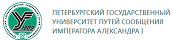 ПЕТЕРБУРГСКИЙ ГОСУДАРСТВЕННЫЙ
УНИВЕРСИТЕТ ПУТЕЙ СООБЩЕНИЯ
ИМПЕРАТОРА АЛЕКСАНДРА I